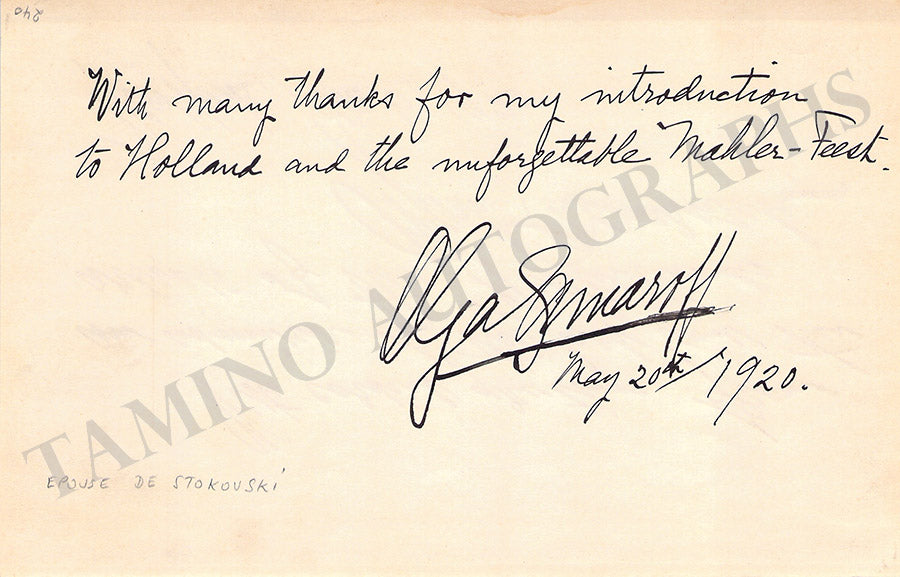 240
With many thanks for my introduction
to Holland and the unforgettable Mahler-Feest.
Olga Samaroff
May 20th/1920.
EPOUSE DE STOKOVSKI
TAMINO AUTOGRAPHS